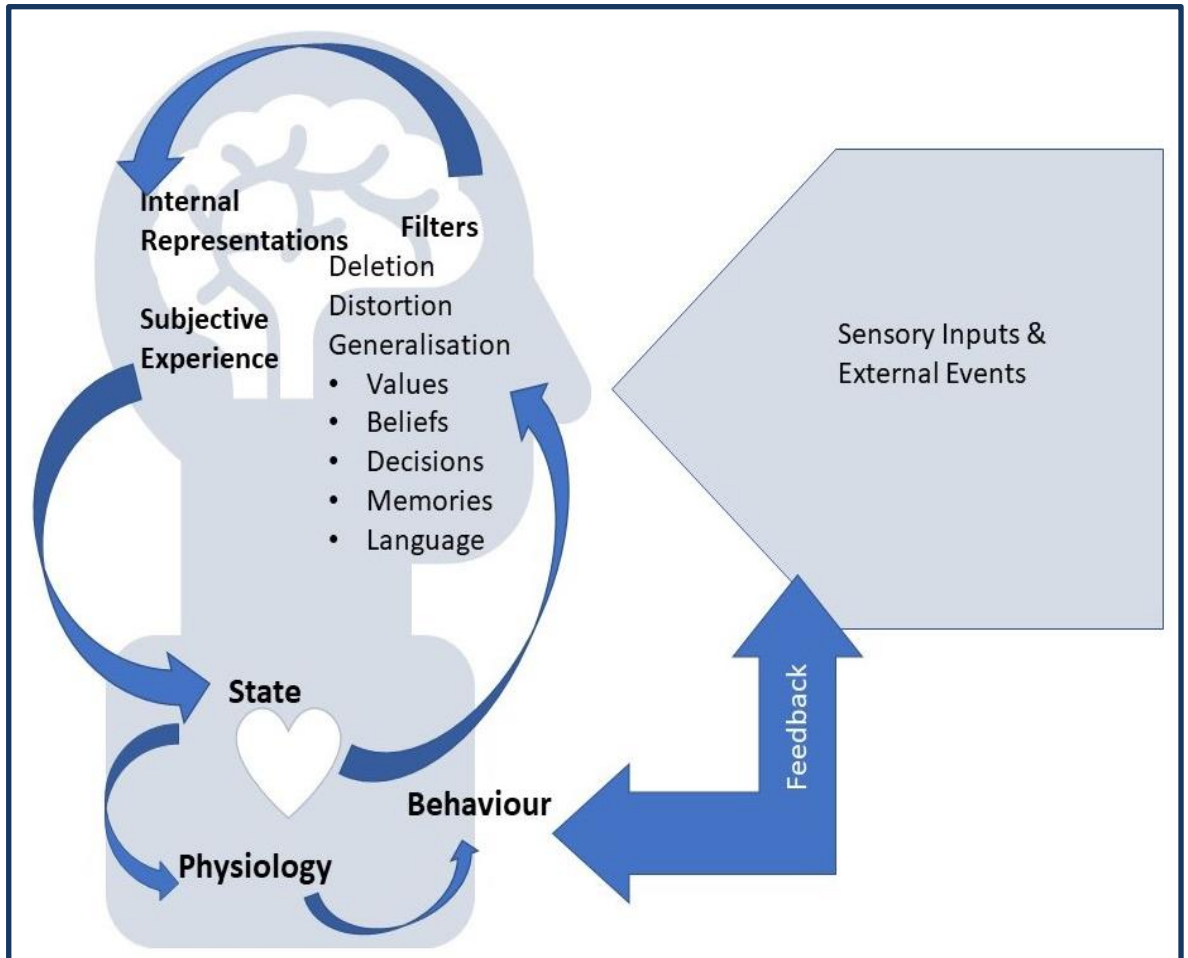 Internal
Representations
Subjective
Experience
Filters
Deletion
Distortion
Generalisation
• Values
• Beliefs
• Decisions
• Memories
• Language
Sensory Inputs &
External Events
State
Physiology
Behaviour
Feedback